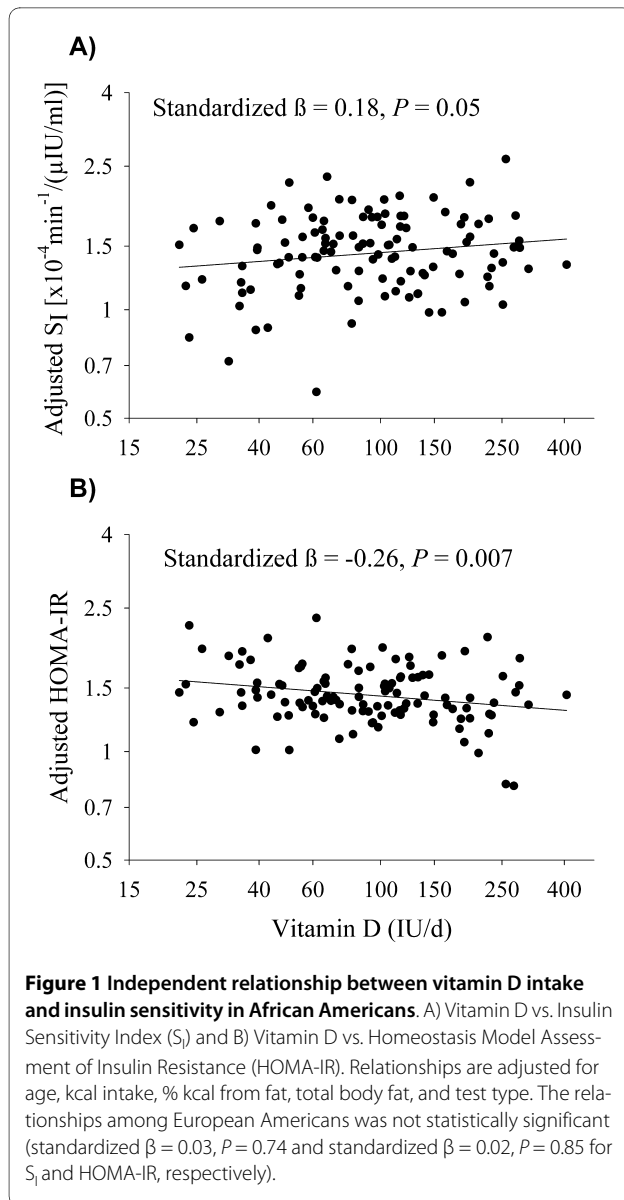 A)
Standardized ß = 0.18, P = 0.05
Adjusted SI [x10-4min-1/(µIU/ml)]
4
2.5
1.5
1
0.7
0.5
15 25 40 60 100 150 250 400
B)
Standardized ß = -0.26, P = 0.007
Adjusted HOMA-IR
4
2.5
1.5
1
0.7
0.5
15 25 40 60 100 150 250 400
Vitamin D (IU/d)
Figure 1 Independent relationship between vitamin D intake
and insulin sensitivity in African Americans. A) Vitamin D vs. Insulin
Sensitivity Index (SI) and B) Vitamin D vs. Homeostasis Model Assess-
ment of Insulin Resistance (HOMA-IR). Relationships are adjusted for
age, kcal intake, % kcal from fat, total body fat, and test type. The rela-
tionships among European Americans was not statistically significant
(standardized β = 0.03, P = 0.74 and standardized β = 0.02, P = 0.85 for
SI and HOMA-IR, respectively).